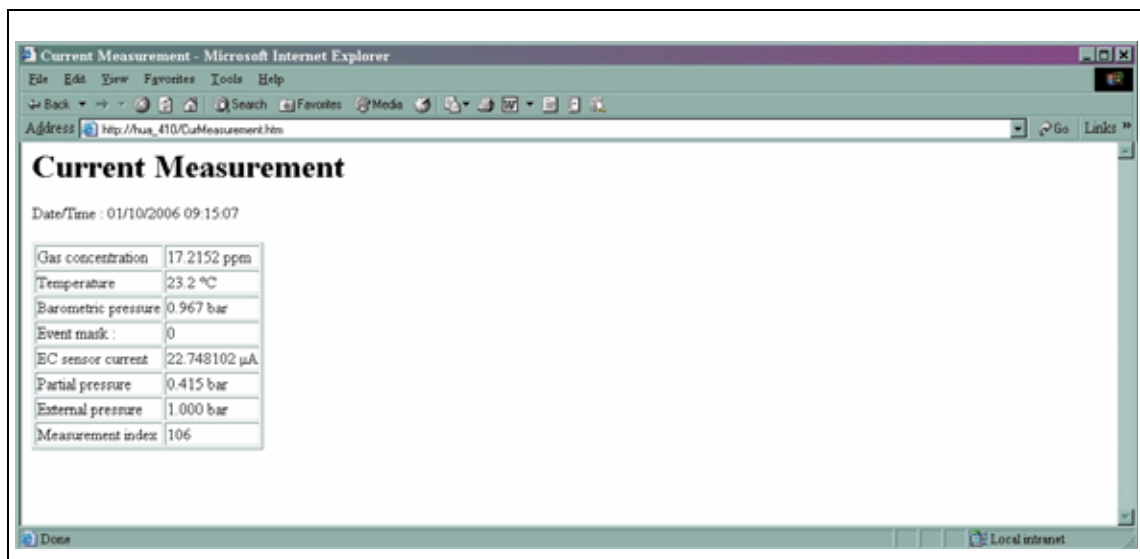 Current Measurement - Microsoft Internet Explorer
File Edit View Favorites Tools Help
Back Search Favorites Media
Address http://hua_410/CurMeasurement.htm Go Links »
Current Measurement
Date/Time : 01/10/2006 09:15:07
Gas concentration 17.2152 ppm
Temperature 23.2 °C
Barometric pressure 0.967 bar
Event mask : 0
EC sensor current 22.748102 µA
Partial pressure 0.415 bar
External pressure 1.000 bar
Measurement index 106
Done Local intranet